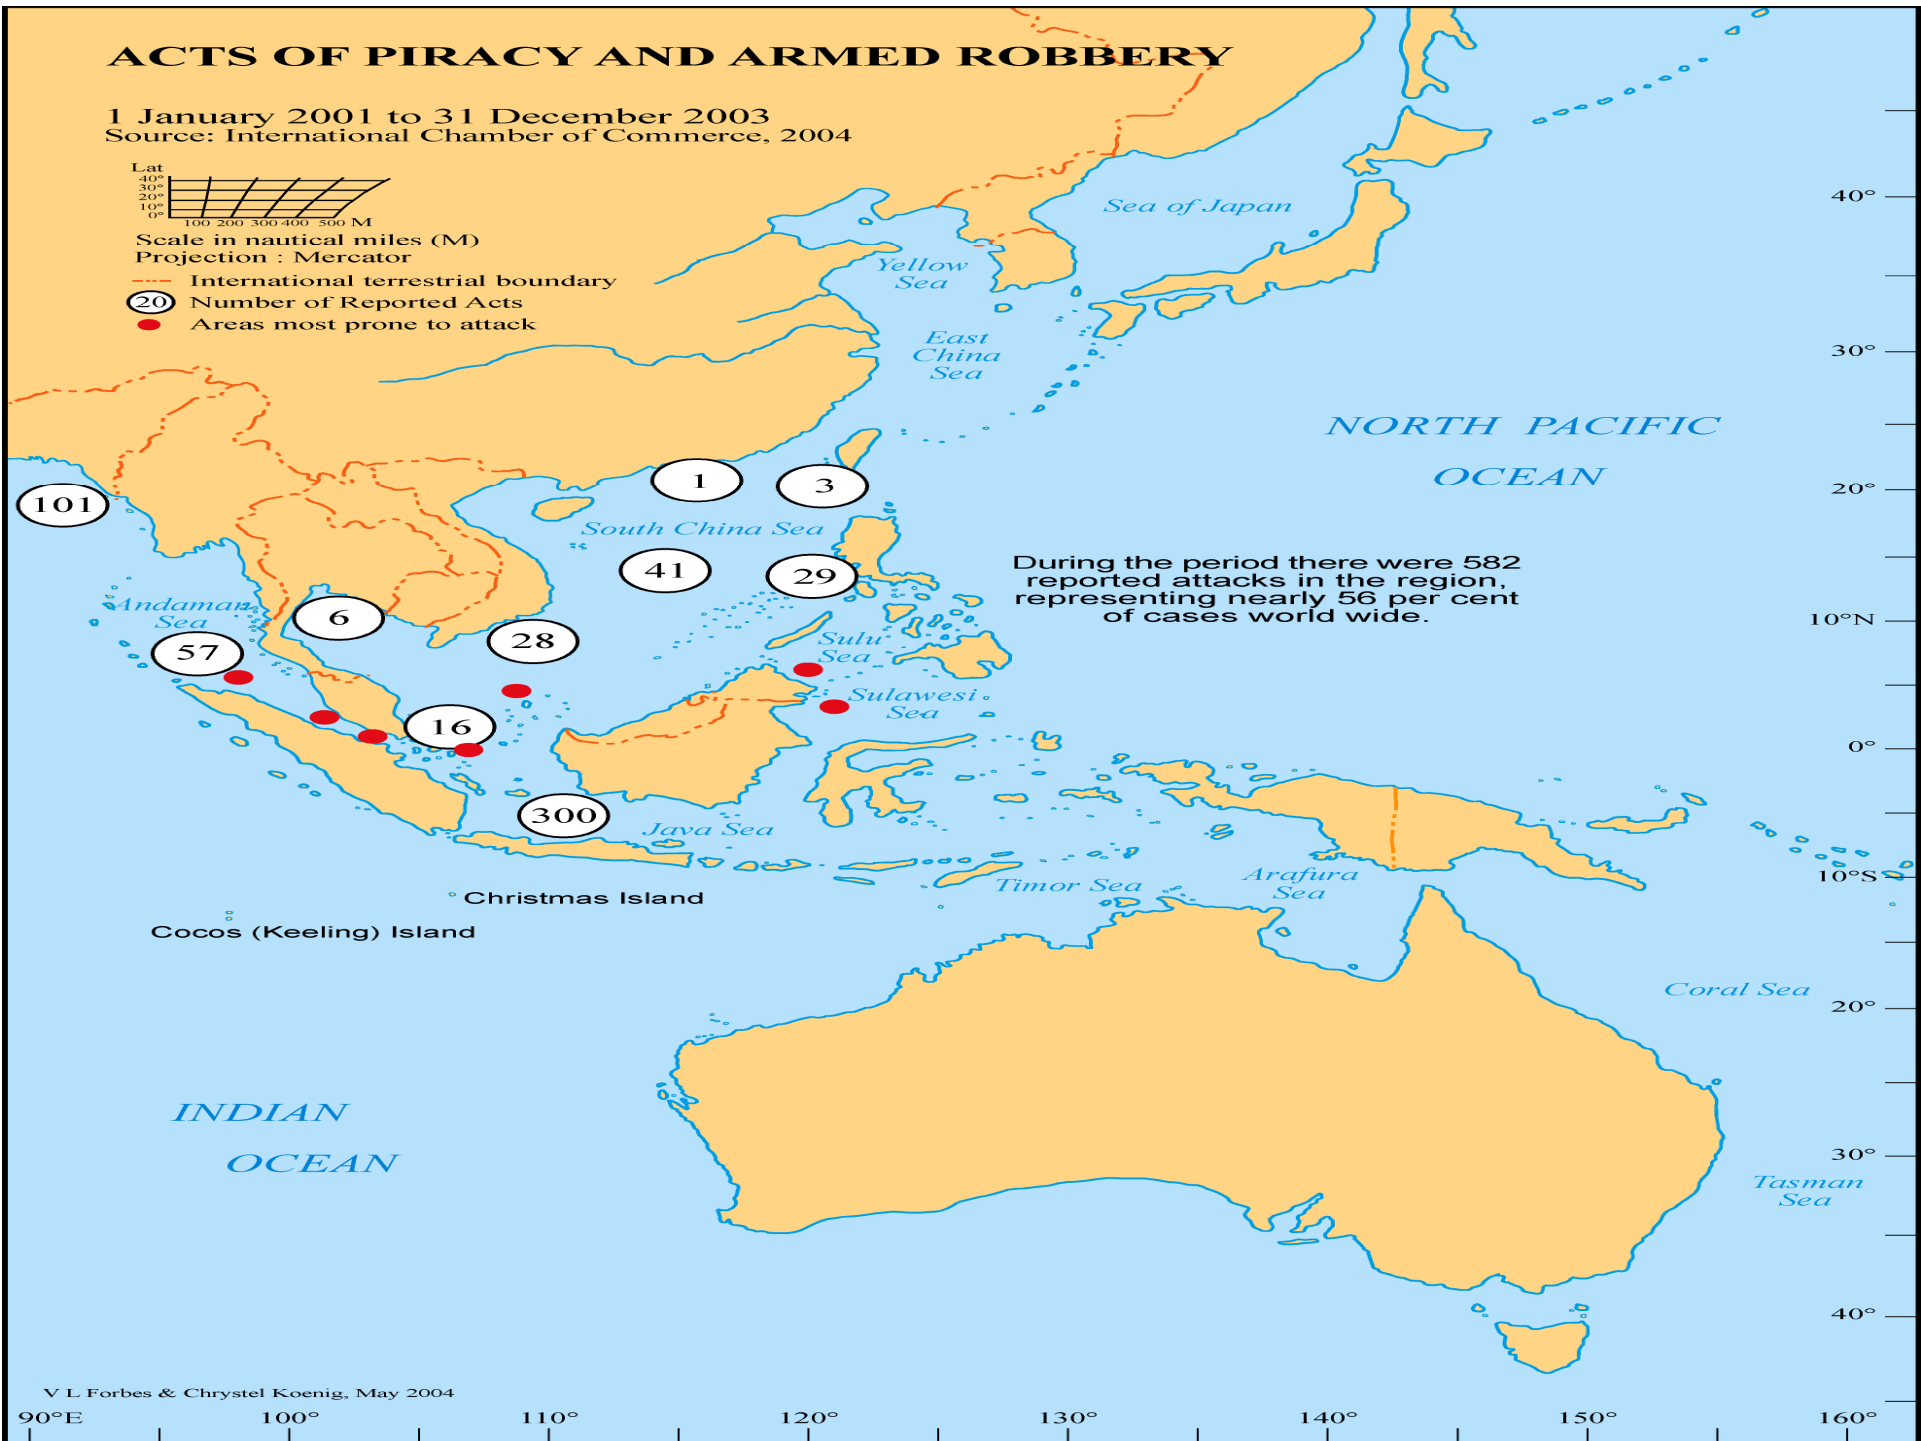 ACTS OF PIRACY AND ARMED ROBBERY
1 January 2001 to 31 December 2003
Source: International Chamber of Commerce, 2004
Lat
40°
30°
20°
10°
0°
100 200 300 400 500 M
Scale in nautical miles (M)
Projection : Mercator
International terrestrial boundary
20 Number of Reported Acts
Areas most prone to attack
Sea of Japan
40°
Yellow
Sea
East
China
Sea
30°
NORTH PACIFIC
OCEAN
20°
101
1
3
South China Sea
41
29
During the period there were 582
reported attacks in the region,
representing nearly 56 per cent
of cases world wide.
Andaman
Sea
6
28
57
10°N
Sulu
Sea
Sulawesi
Sea
16
0°
300
Java Sea
Timor Sea
Arafura
Sea
10°S
Christmas Island
Cocos (Keeling) Island
Coral Sea
20°
INDIAN
OCEAN
30°
Tasman
Sea
40°
V L Forbes & Chrystel Koenig, May 2004
90°E 100° 110° 120° 130° 140° 150° 160°